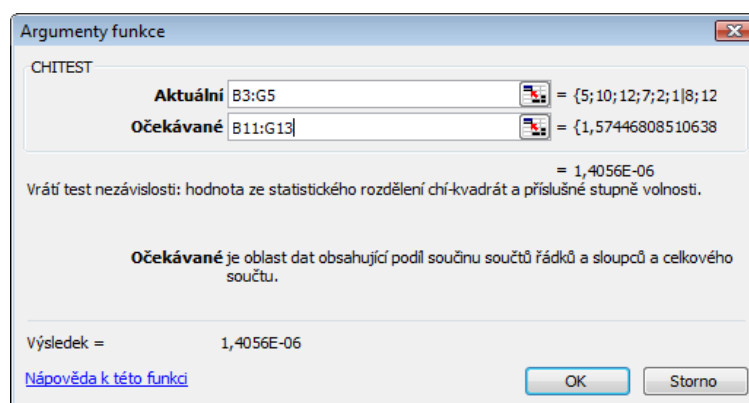 Argumenty funkce
CHITEST
Aktuální B3:G5 = {5;10;12;7;2;1|8;12
Očekávané B11:G13 = {1,57446808510638
= 1,4056E-06
Vrátí test nezávislosti: hodnota ze statistického rozdělení chí-kvadrát a příslušné stupně volnosti.
Očekávané je oblast dat obsahující podíl součinu součtů řádků a sloupců a celkového
součtu.
Výsledek = 1,4056E-06
Nápověda k této funkci OK Storno